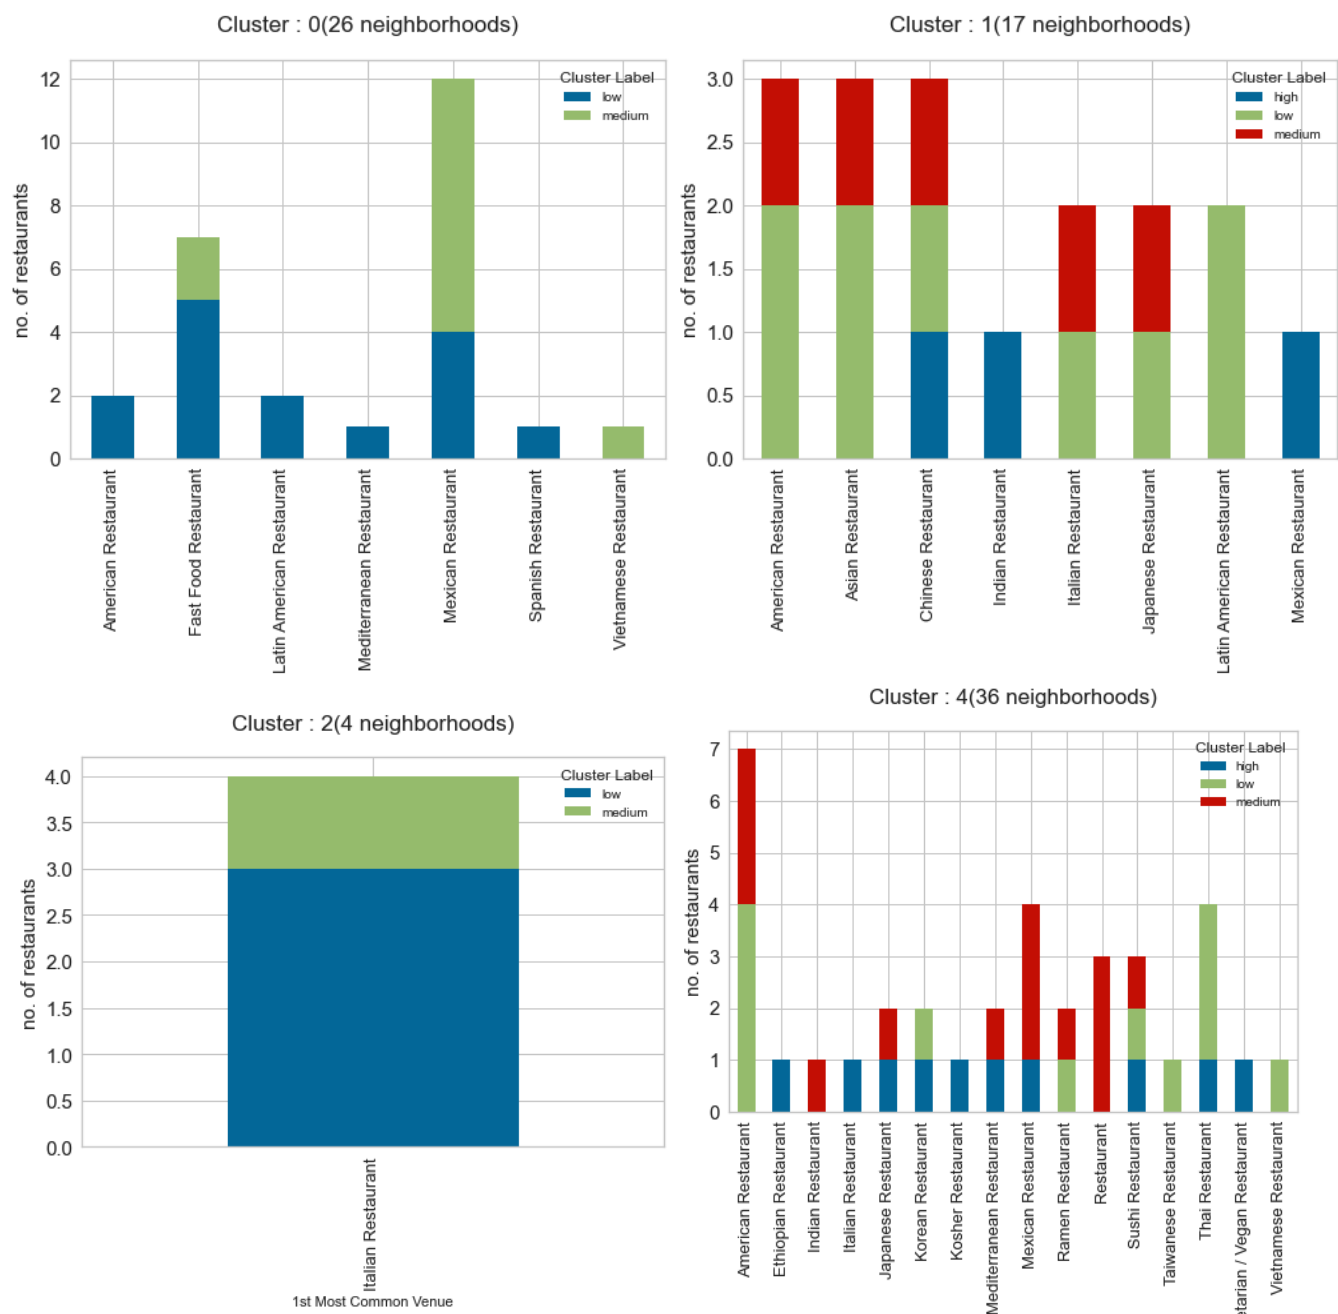 Cluster : 0(26 neighborhoods)
12
10
8
6
4
2
0
no. of restaurants
Cluster Label
low
medium
American Restaurant
Fast Food Restaurant
Latin American Restaurant
Mediterranean Restaurant
Mexican Restaurant
Spanish Restaurant
Vietnamese Restaurant
Cluster : 1(17 neighborhoods)
3.0
2.5
2.0
1.5
1.0
0.5
0.0
no. of restaurants
Cluster Label
high
low
medium
American Restaurant
Asian Restaurant
Chinese Restaurant
Indian Restaurant
Italian Restaurant
Japanese Restaurant
Latin American Restaurant
Mexican Restaurant
Cluster : 2(4 neighborhoods)
4.0
3.5
3.0
2.5
2.0
1.5
1.0
0.5
0.0
no. of restaurants
Cluster Label
low
medium
Italian Restaurant
1st Most Common Venue
Cluster : 4(36 neighborhoods)
7
6
5
4
3
2
1
0
no. of restaurants
Cluster Label
high
low
medium
American Restaurant
Ethiopian Restaurant
Indian Restaurant
Italian Restaurant
Japanese Restaurant
Korean Restaurant
Kosher Restaurant
Mediterranean Restaurant
Mexican Restaurant
Ramen Restaurant
Restaurant
Sushi Restaurant
Taiwanese Restaurant
Thai Restaurant
etarian / Vegan Restaurant
Vietnamese Restaurant